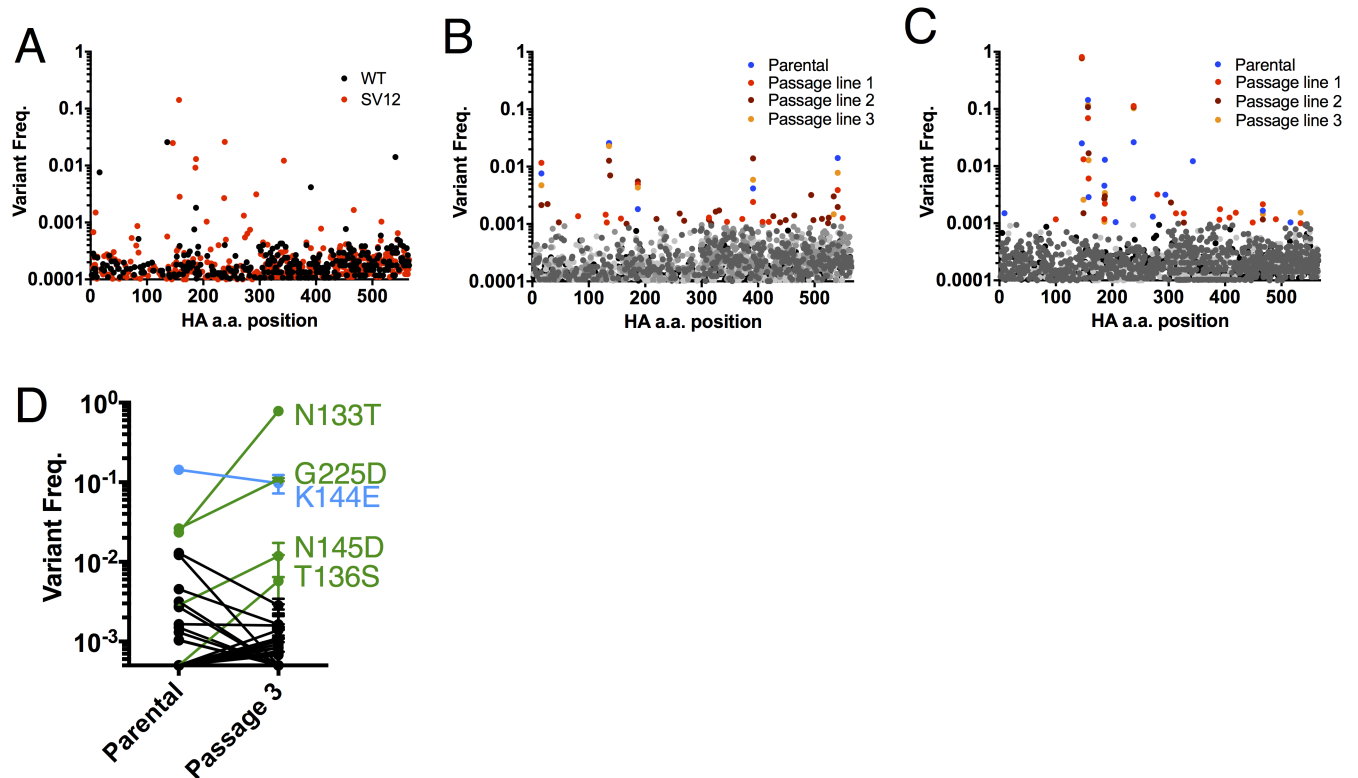 A
1
0.1
0.01
0.001
0.0001
Variant Freq.
0 100 200 300 400 500
HA a.a. position
WT
SV12
B
1
0.1
0.01
0.001
0.0001
Variant Freq.
0 100 200 300 400 500
HA a.a. position
Parental
Passage line 1
Passage line 2
Passage line 3
C
1
0.1
0.01
0.001
0.0001
Variant Freq.
0 100 200 300 400 500
HA a.a. position
Parental
Passage line 1
Passage line 2
Passage line 3
D
10⁰
10⁻¹
10⁻²
10⁻³
Variant Freq.
N133T
G225D
K144E
N145D
T136S
Parental
Passage 3